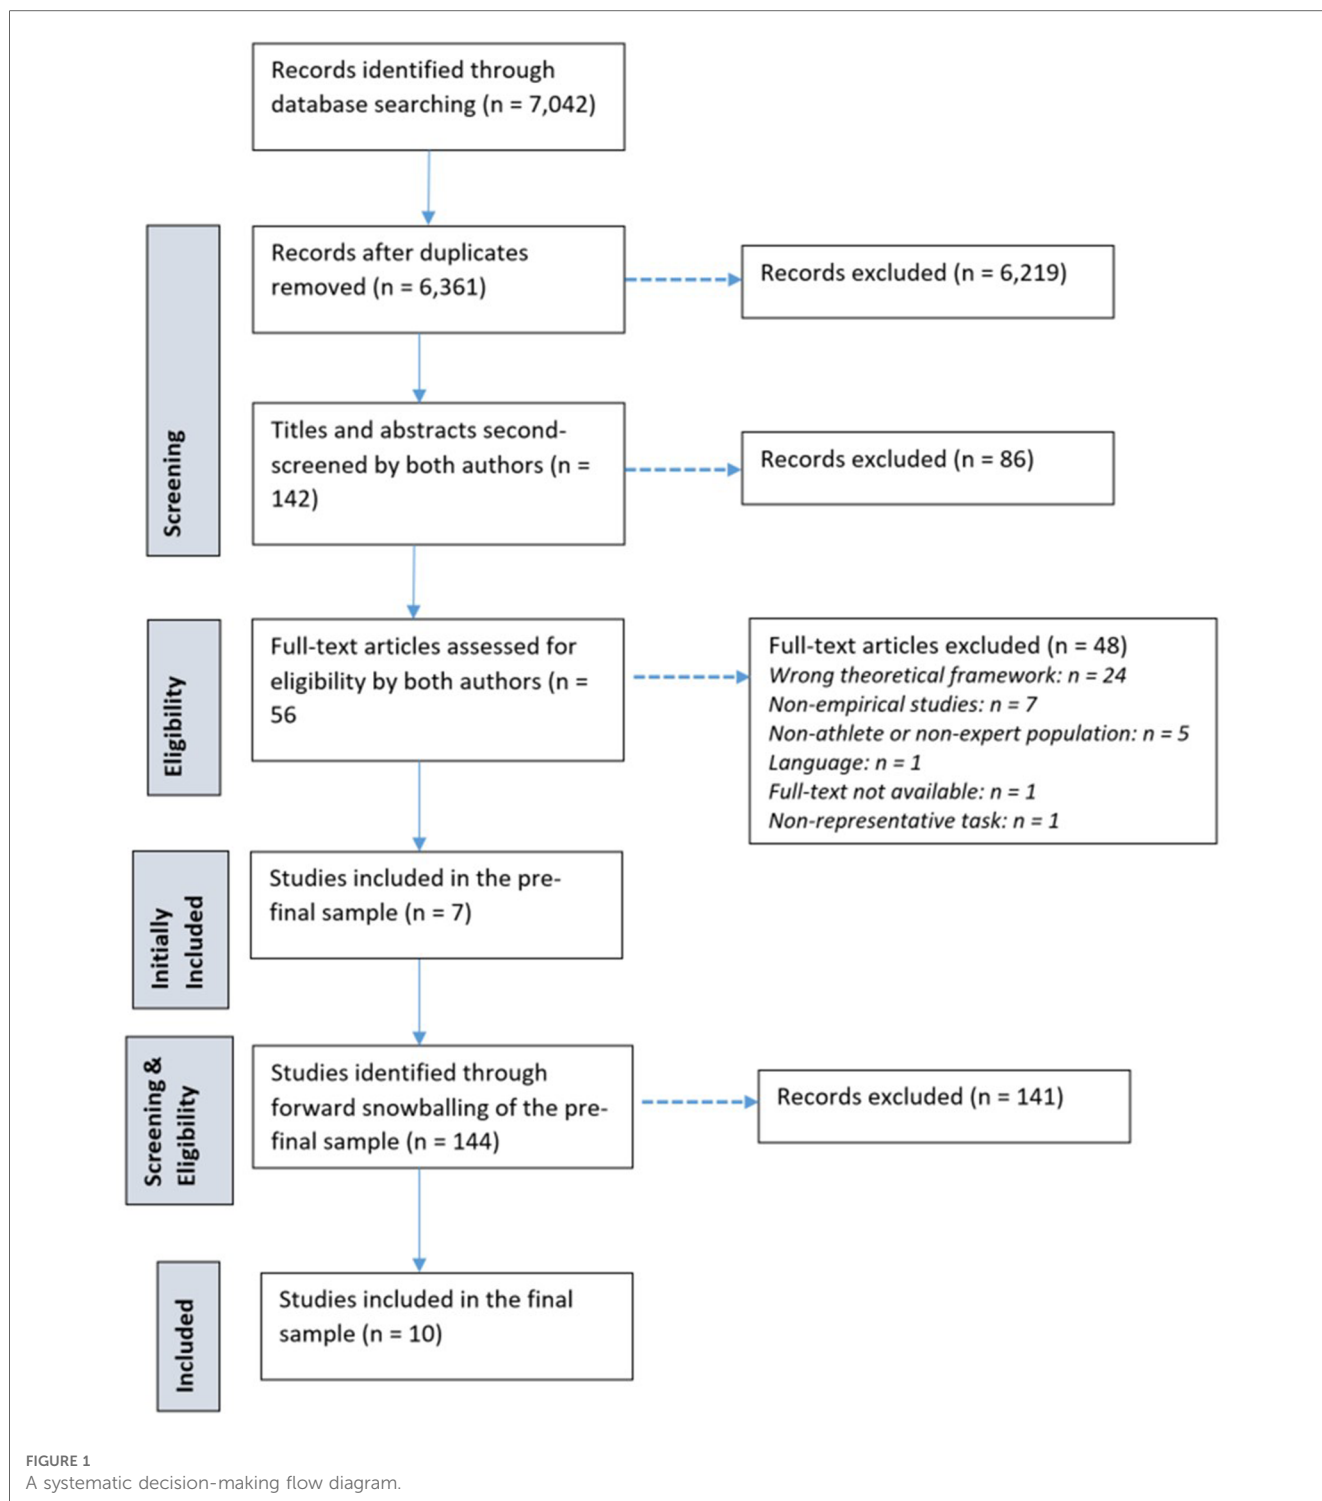 Records identified through
database searching (n = 7,042)
Records after duplicates
removed (n = 6,361)
Records excluded (n = 6,219)
Screening
Titles and abstracts second-
screened by both authors (n =
142)
Records excluded (n = 86)
Eligibility
Full-text articles assessed for
eligibility by both authors (n =
56
Full-text articles excluded (n = 48)
Wrong theoretical framework: n = 24
Non-empirical studies: n = 7
Non-athlete or non-expert population: n = 5
Language: n = 1
Full-text not available: n = 1
Non-representative task: n = 1
Initially
Included
Studies included in the pre-
final sample (n = 7)
Screening &
Eligibility
Studies identified through
forward snowballing of the pre-
final sample (n = 144)
Records excluded (n = 141)
Included
Studies included in the final
sample (n = 10)
FIGURE 1
A systematic decision-making flow diagram.